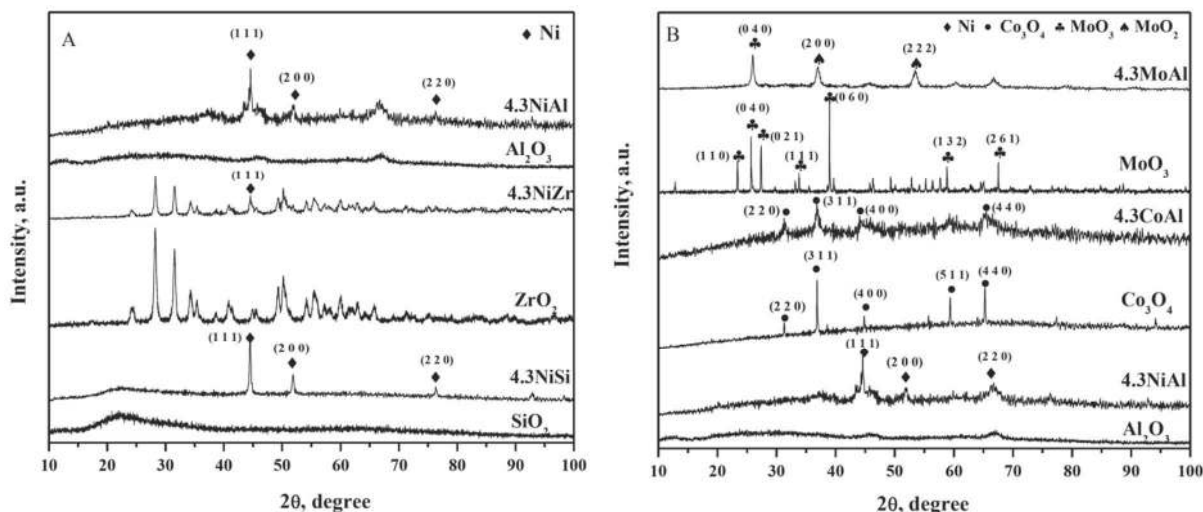 A
◆ Ni
(1 1 1)
(2 0 0)
(2 2 0)
4.3NiAl
Al2O3
(1 1 1)
4.3NiZr
ZrO2
(1 1 1)
(2 0 0)
(2 2 0)
4.3NiSi
SiO2
Intensity, a.u.
10 20 30 40 50 60 70 80 90 100
2θ, degree
B
◆ Ni ● Co3O4 ♣ MoO3 ♠ MoO2
(0 4 0)
(2 0 0)
(2 2 2)
4.3MoAl
(0 6 0)
(0 4 0)
(0 2 1)
(1 1 0)
(1 1 1)
(1 3 2)
(2 6 1)
MoO3
(3 1 1)
(2 2 0)
(4 0 0)
(4 4 0)
4.3CoAl
(3 1 1)
(5 1 1)
(4 4 0)
(2 2 0)
(4 0 0)
Co3O4
(1 1 1)
(2 0 0)
(2 2 0)
4.3NiAl
Al2O3
Intensity, a.u.
10 20 30 40 50 60 70 80 90 100
2θ, degree